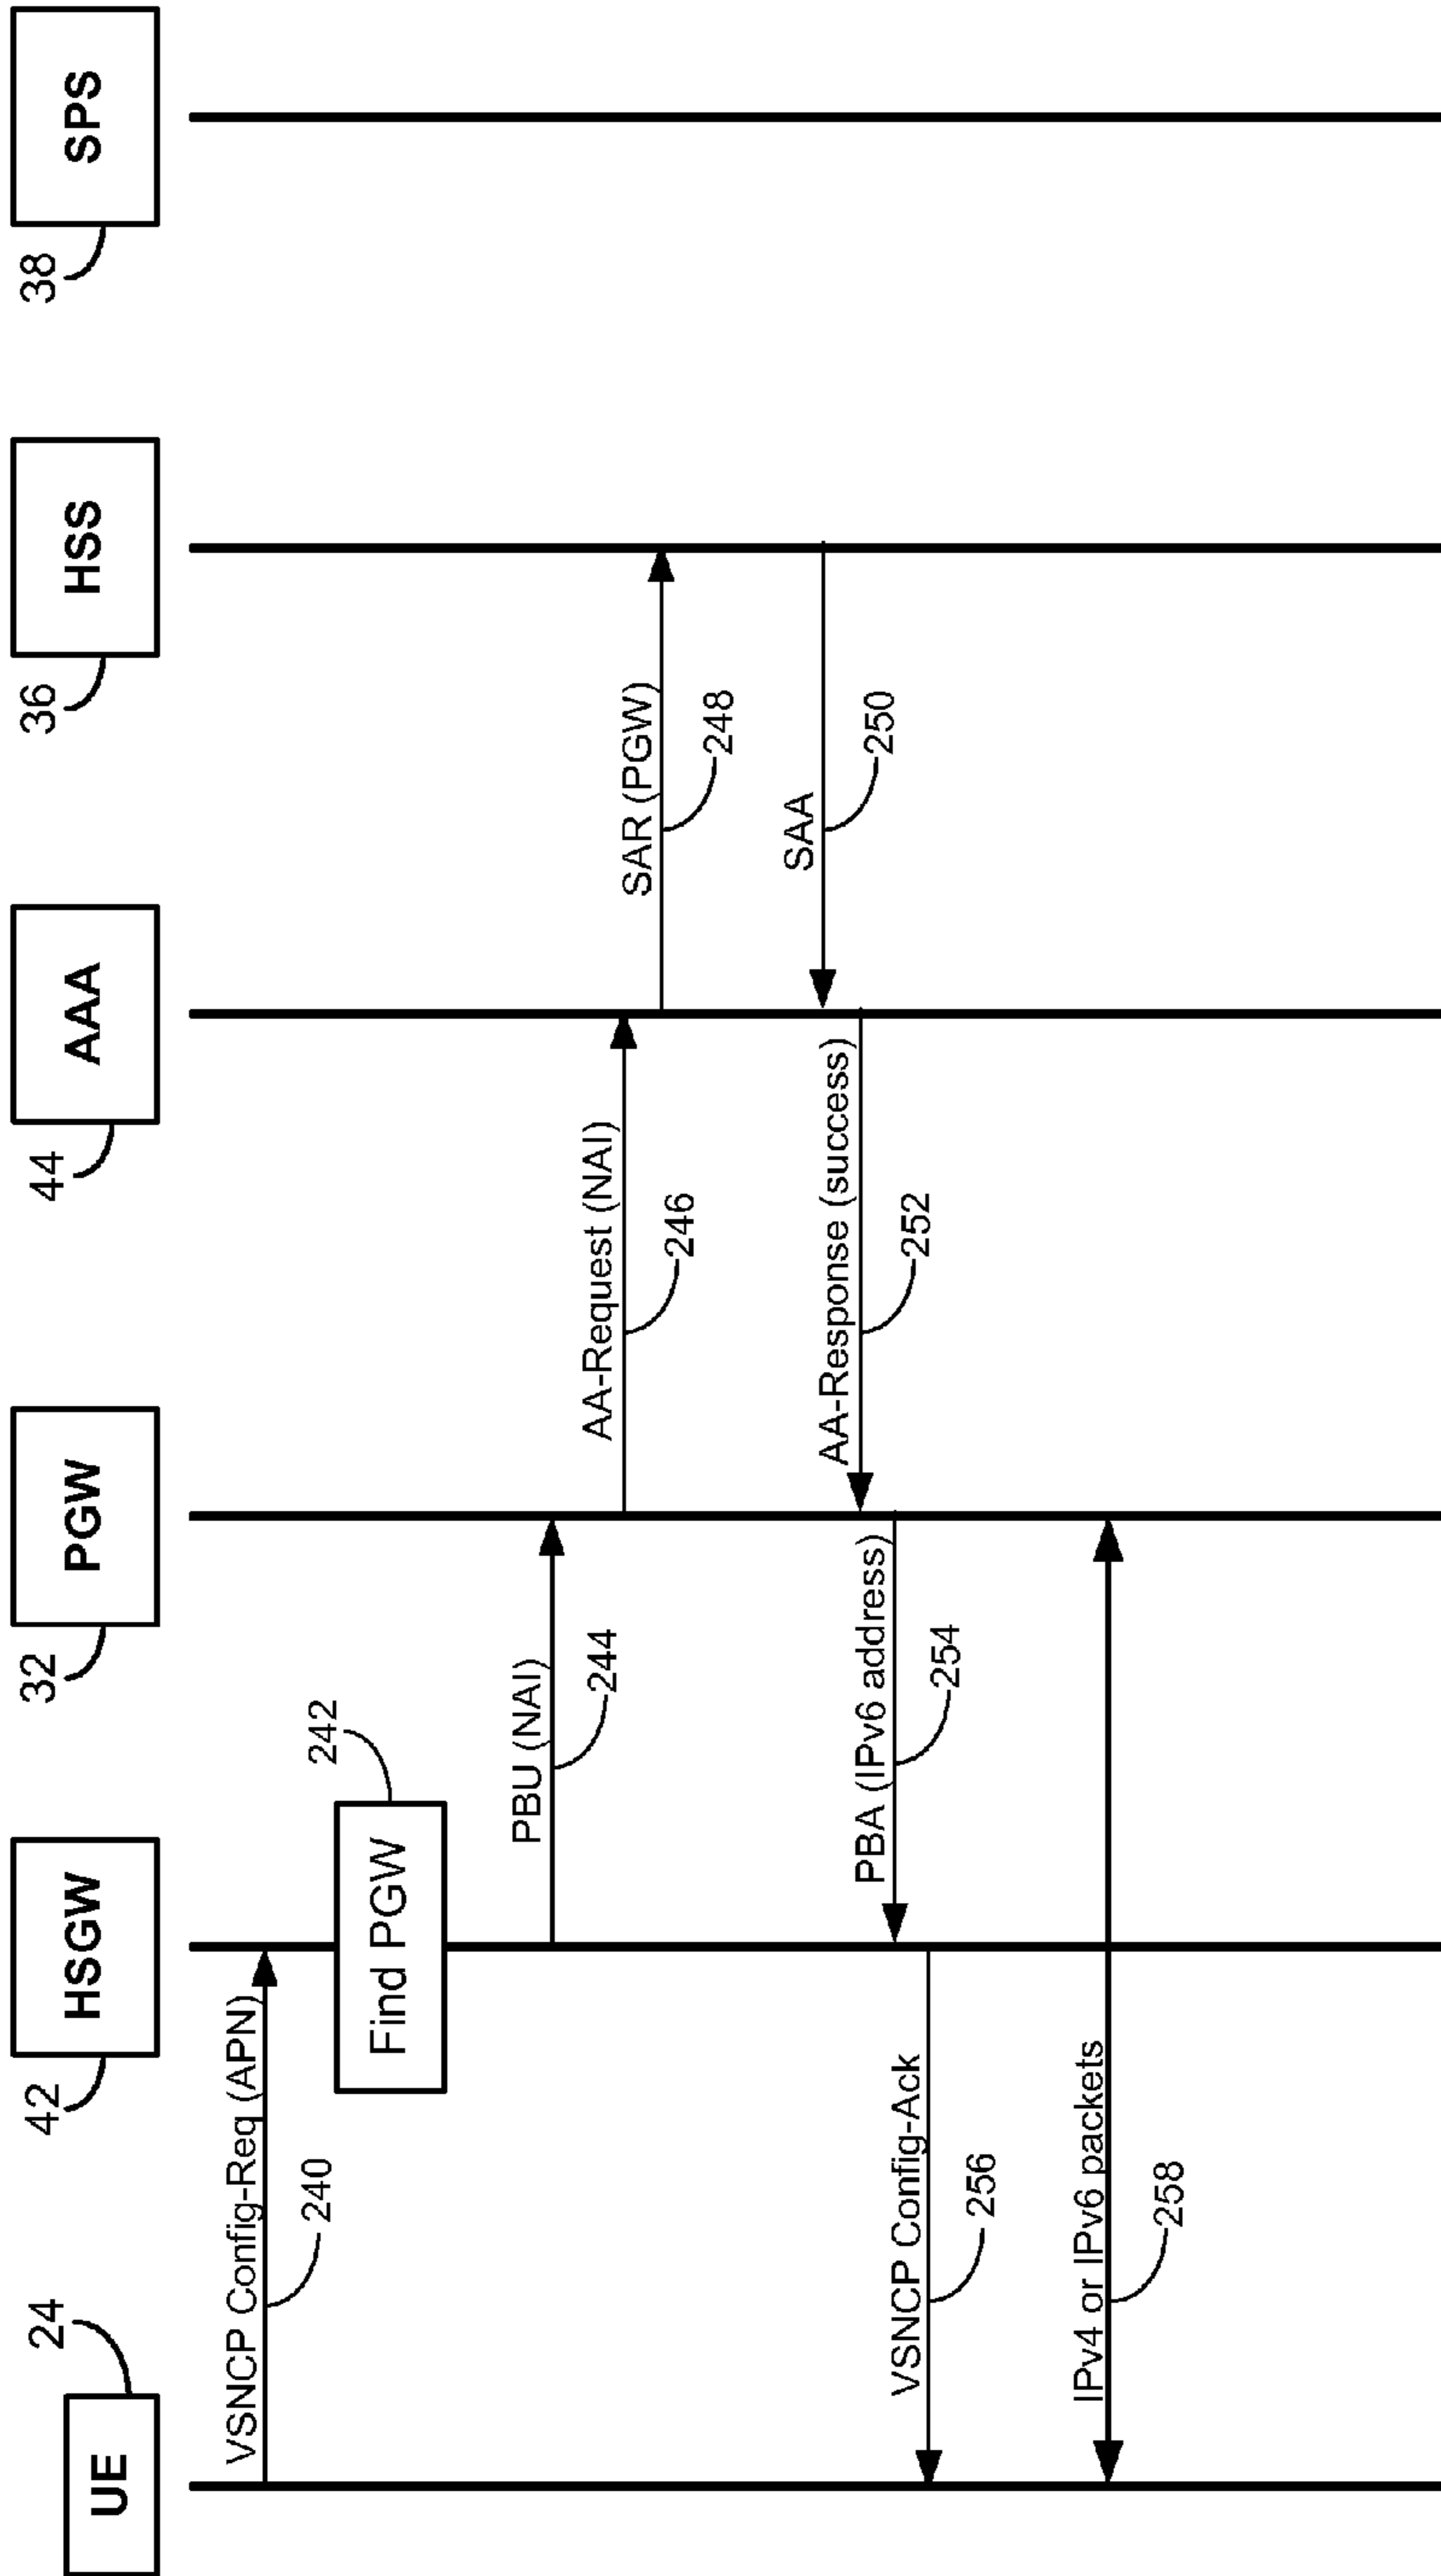 UE
24
HSGW
42
PGW
32
AAA
44
HSS
36
SPS
38
VSNCP Config-Req (APN)
240
Find PGW
242
PBU (NAI)
244
AA-Request (NAI)
246
SAR (PGW)
248
SAA
250
AA-Response (success)
252
PBA (IPv6 address)
254
VSNCP Config-Ack
256
IPv4 or IPv6 packets
258